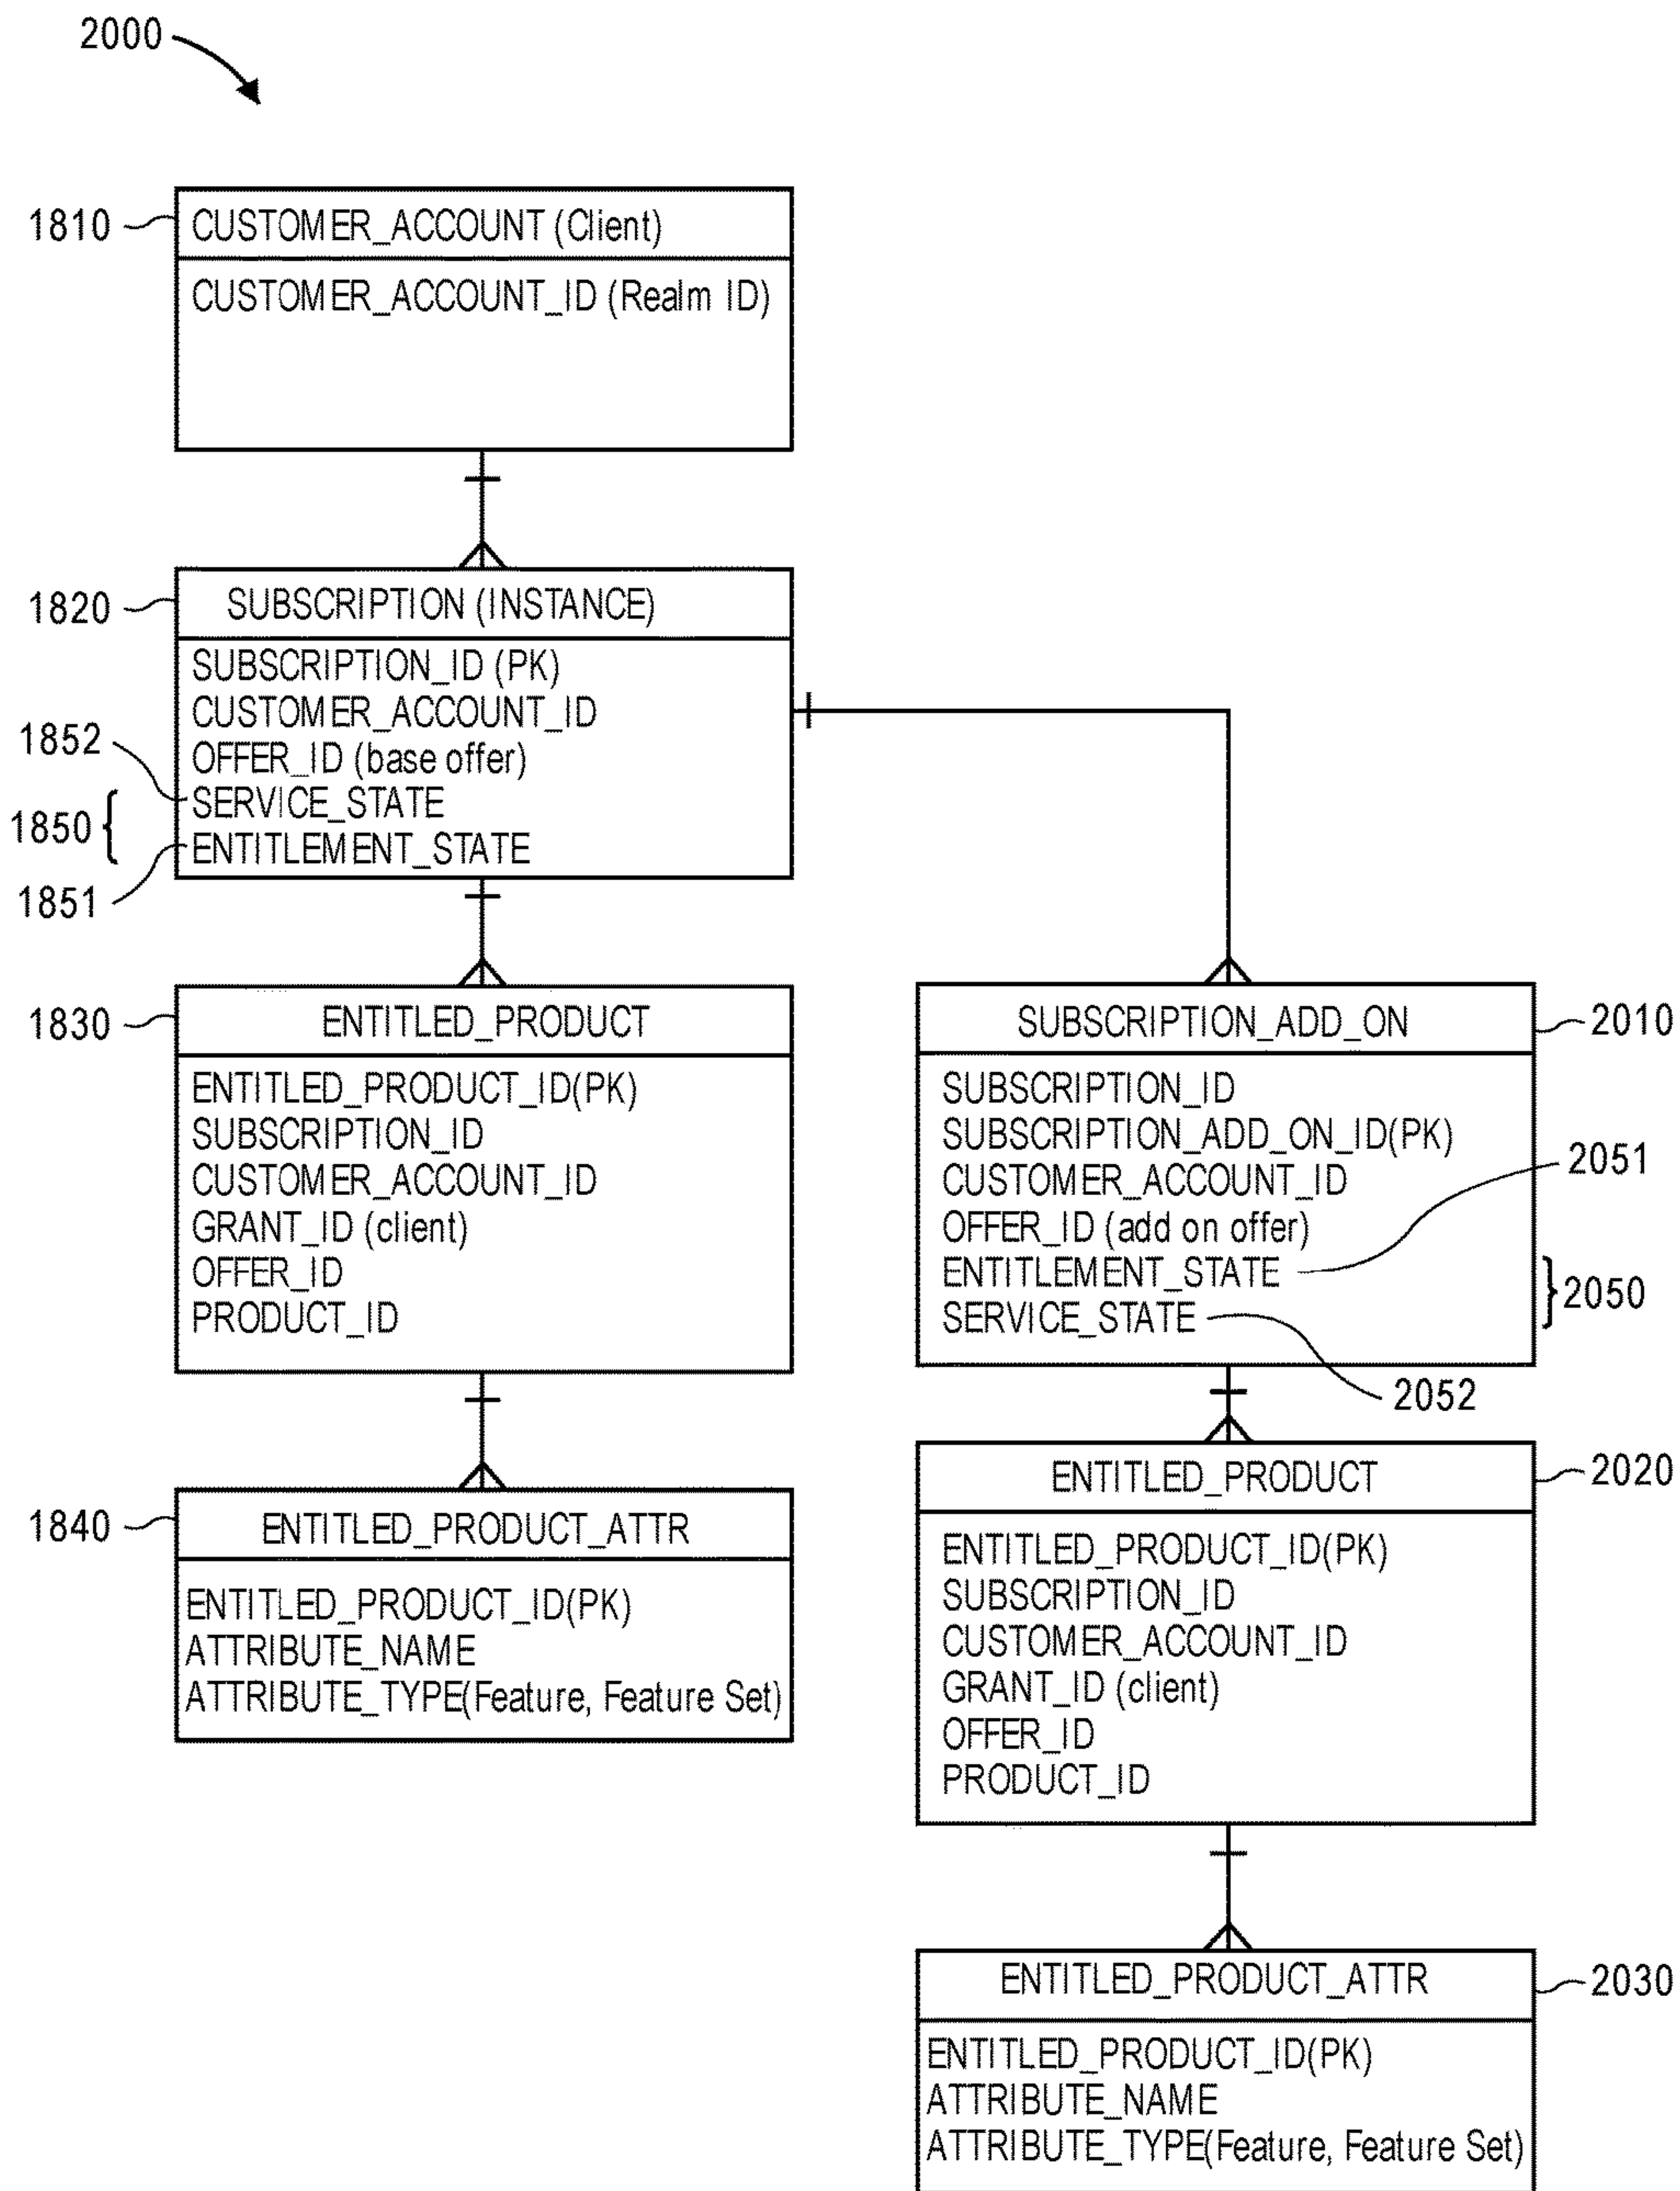 2000
1810
CUSTOMER_ACCOUNT (Client)
CUSTOMER_ACCOUNT_ID (Realm ID)
1820
SUBSCRIPTION (INSTANCE)
SUBSCRIPTION_ID (PK)
CUSTOMER_ACCOUNT_ID
OFFER_ID (base offer)
SERVICE_STATE
ENTITLEMENT_STATE
1852
1850 {
1851
1830
ENTITLED_PRODUCT
ENTITLED_PRODUCT_ID(PK)
SUBSCRIPTION_ID
CUSTOMER_ACCOUNT_ID
GRANT_ID (client)
OFFER_ID
PRODUCT_ID
1840
ENTITLED_PRODUCT_ATTR
ENTITLED_PRODUCT_ID(PK)
ATTRIBUTE_NAME
ATTRIBUTE_TYPE(Feature, Feature Set)
SUBSCRIPTION_ADD_ON
2010
SUBSCRIPTION_ID
SUBSCRIPTION_ADD_ON_ID(PK)
CUSTOMER_ACCOUNT_ID
OFFER_ID (add on offer)
ENTITLEMENT_STATE
SERVICE_STATE
2051
}2050
2052
ENTITLED_PRODUCT
2020
ENTITLED_PRODUCT_ID(PK)
SUBSCRIPTION_ID
CUSTOMER_ACCOUNT_ID
GRANT_ID (client)
OFFER_ID
PRODUCT_ID
ENTITLED_PRODUCT_ATTR
2030
ENTITLED_PRODUCT_ID(PK)
ATTRIBUTE_NAME
ATTRIBUTE_TYPE(Feature, Feature Set)